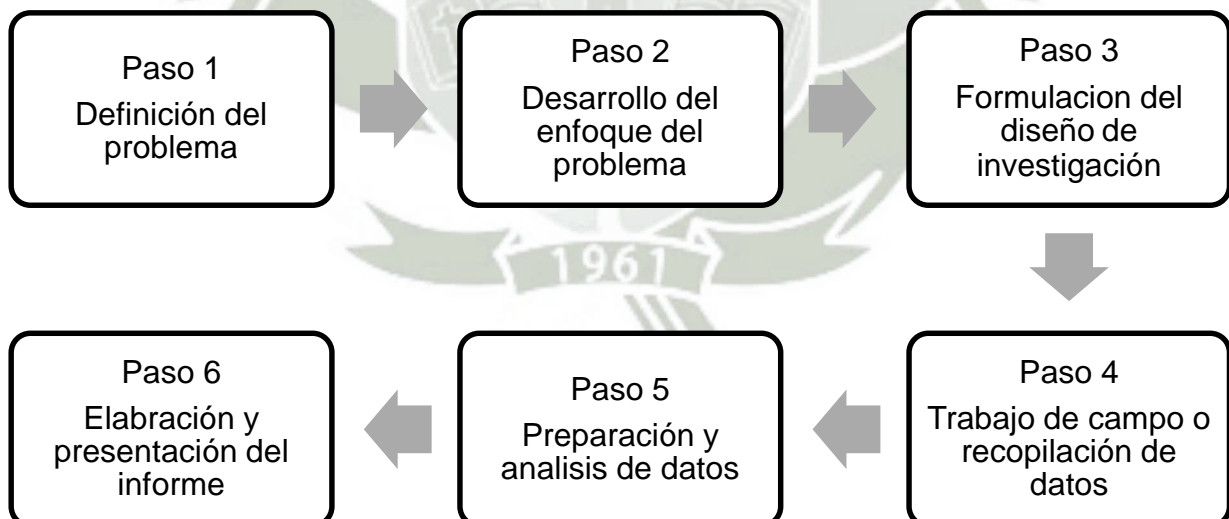 Paso 1
Definición del
problema
Paso 2
Desarrollo del
enfoque del
problema
Paso 3
Formulacion del
diseño de
investigación
1961
Paso 6
Elabración y
presentación del
informe
Paso 5
Preparación y
analisis de datos
Paso 4
Trabajo de campo o
recopilación de
datos